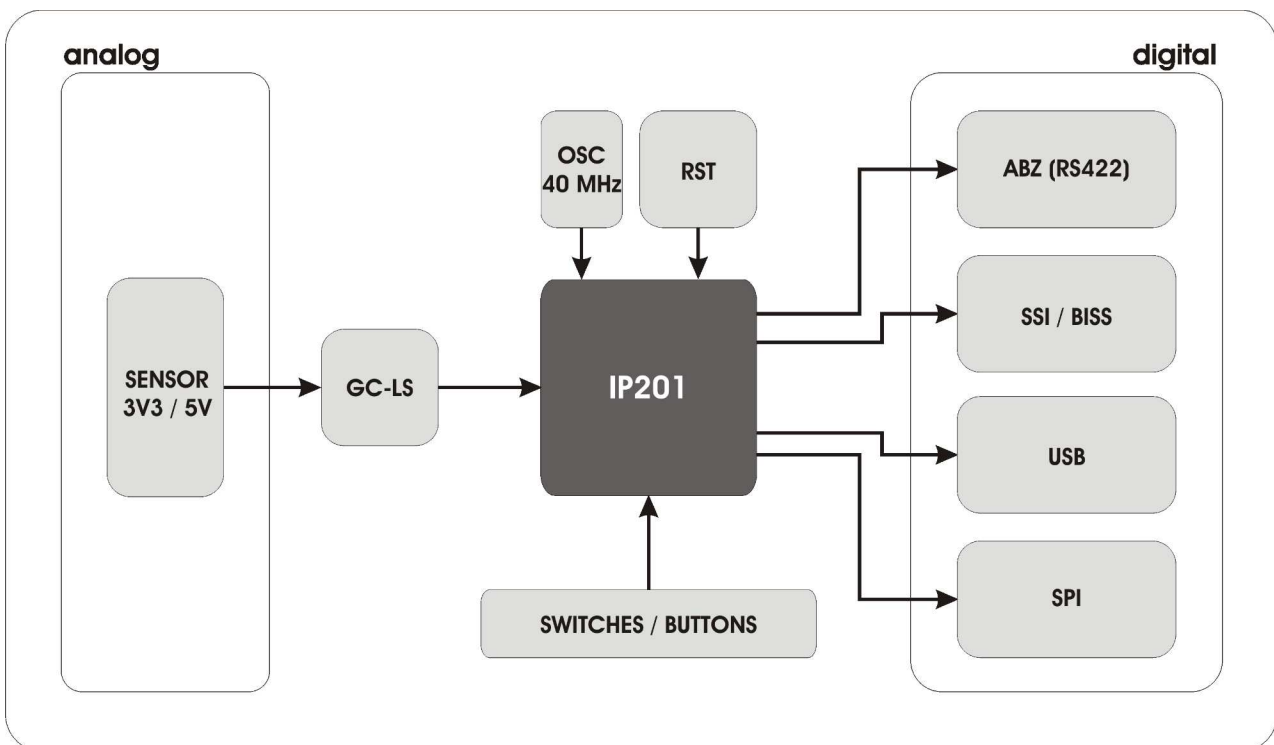 analog
digital
OSC
40 MHz
RST
ABZ (RS422)
SSI / BISS
SENSOR
3V3 / 5V
GC-LS
IP201
USB
SWITCHES / BUTTONS
SPI